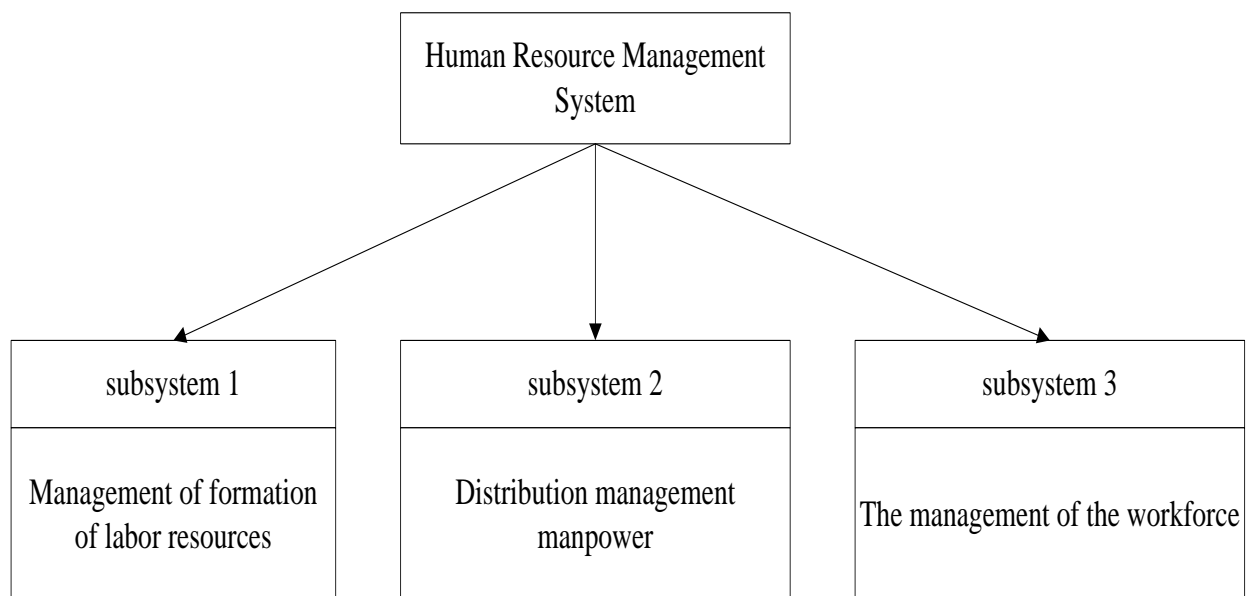 Human Resource Management
System
subsystem 1
subsystem 2
subsystem 3
Management of formation
of labor resources
Distribution management
manpower
The management of the workforce